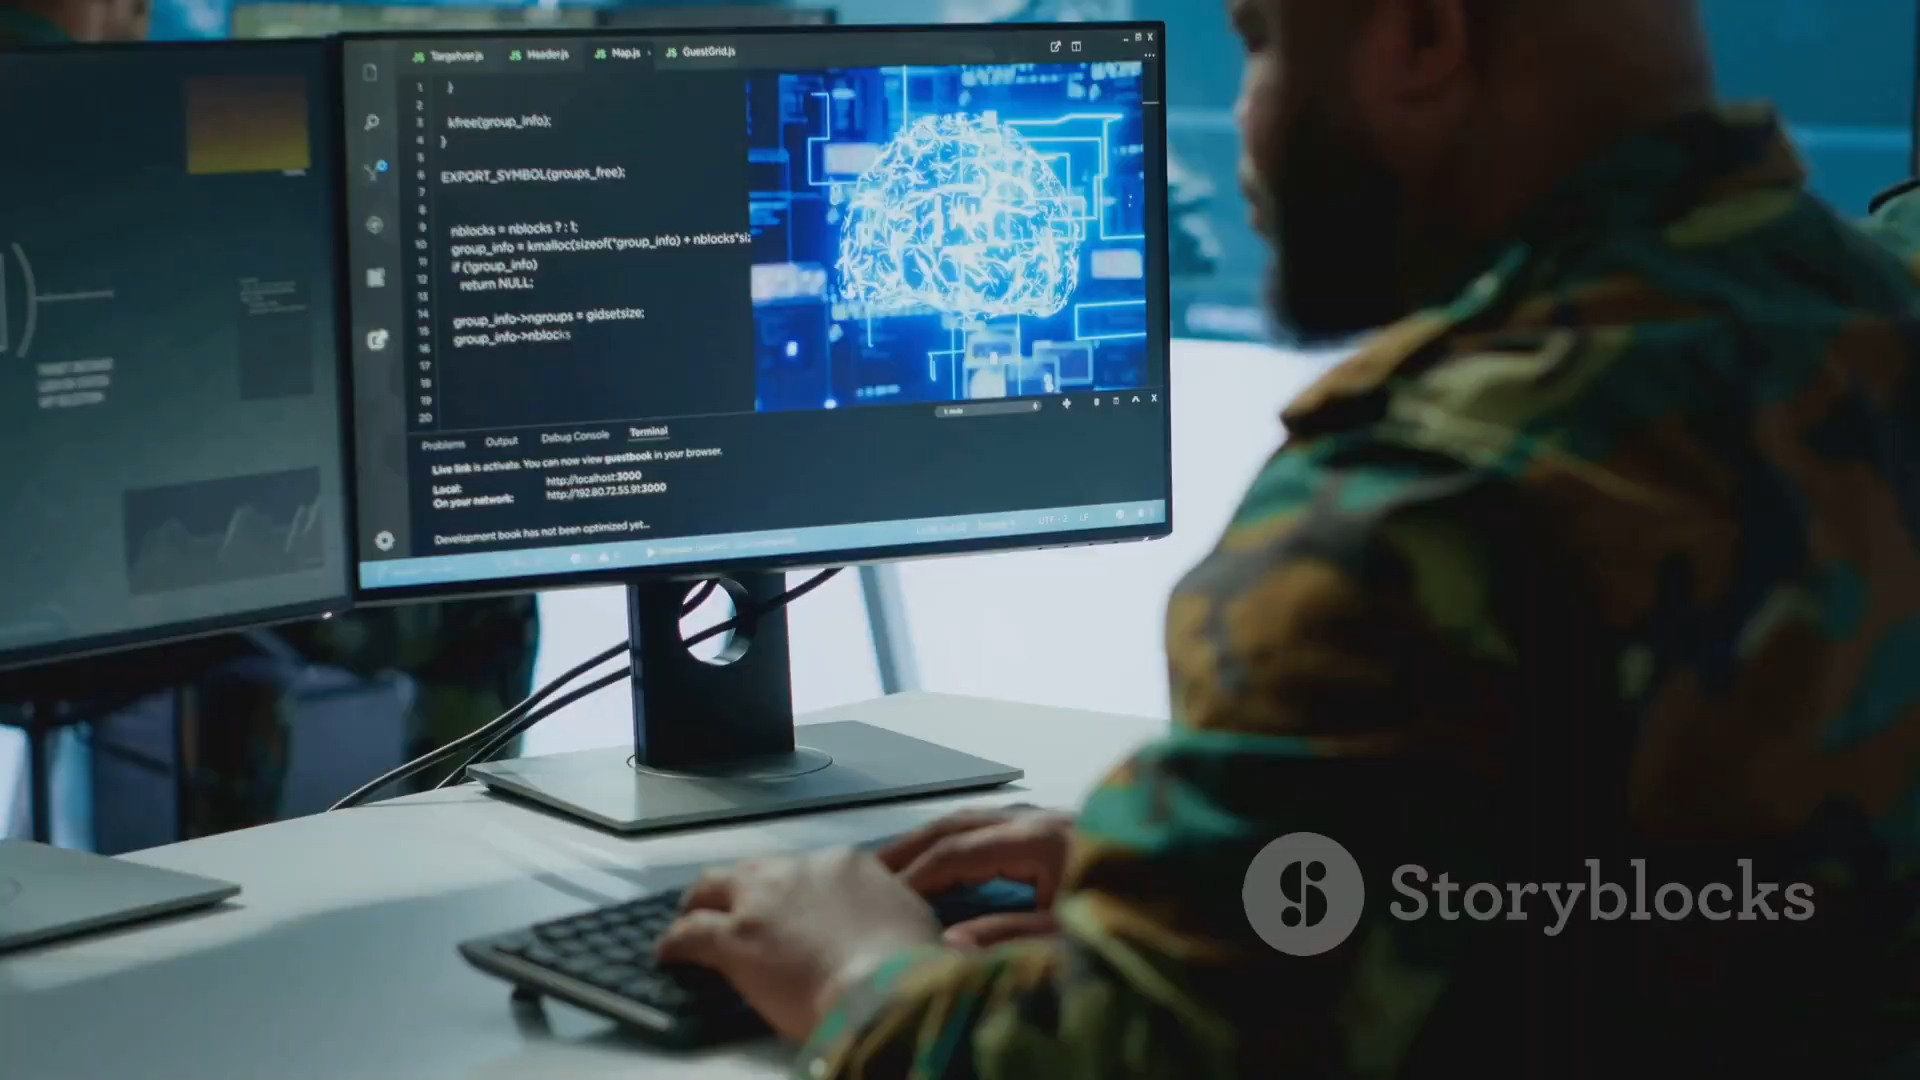 Targetver.js
Header.js
Map.js
GuestGrid.js
1 }
2
3 kfree(group_info);
4 }
5
6 EXPORT_SYMBOL(groups_free);
7
8
9 nblocks = nblocks ? : 1;
10 group_info = kmalloc(sizeof(*group_info) + nblocks*si
11 if (!group_info)
12 return NULL;
13
14 group_info->ngroups = gidsetsize;
15 group_info->nblocks
16
17
18
19
20
Problems Output Debug Console Terminal
Live link is activate. You can now view guestbook in your browser.
Local: http://localhost:3000
On your network: http://192.80.72.55.91:3000
Development book has not been optimized yet...
UTF-2 LF
Storyblocks